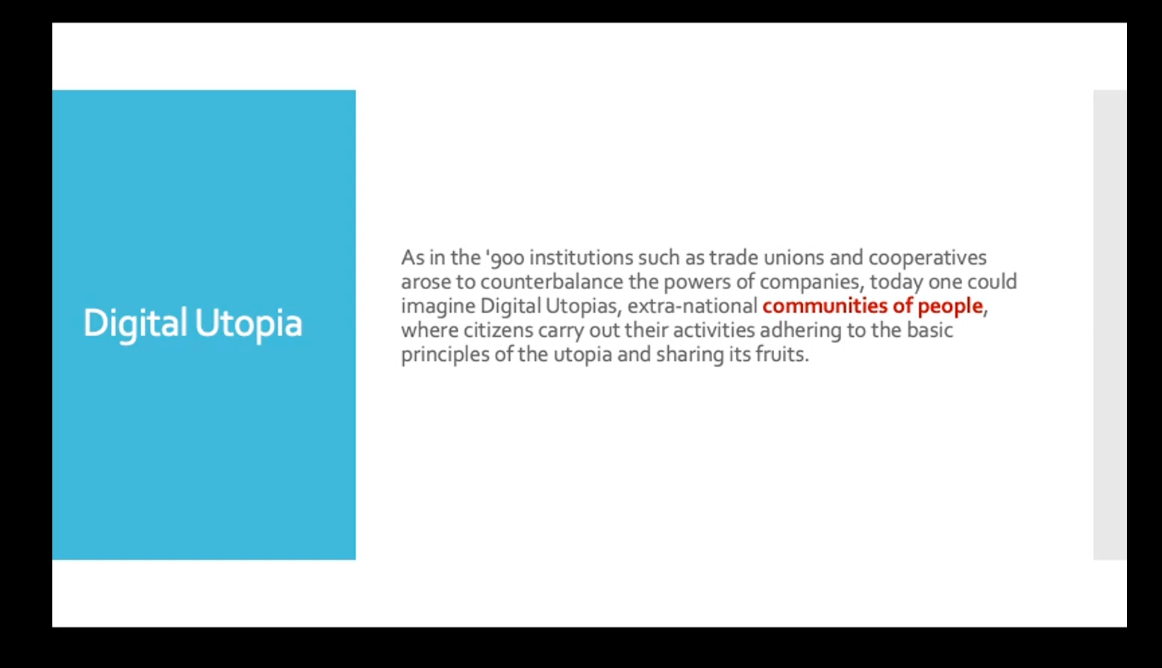 Digital Utopia
As in the '900 institutions such as trade unions and cooperatives
arose to counterbalance the powers of companies, today one could
imagine Digital Utopias, extra-national communities of people,
where citizens carry out their activities adhering to the basic
principles of the utopia and sharing its fruits.